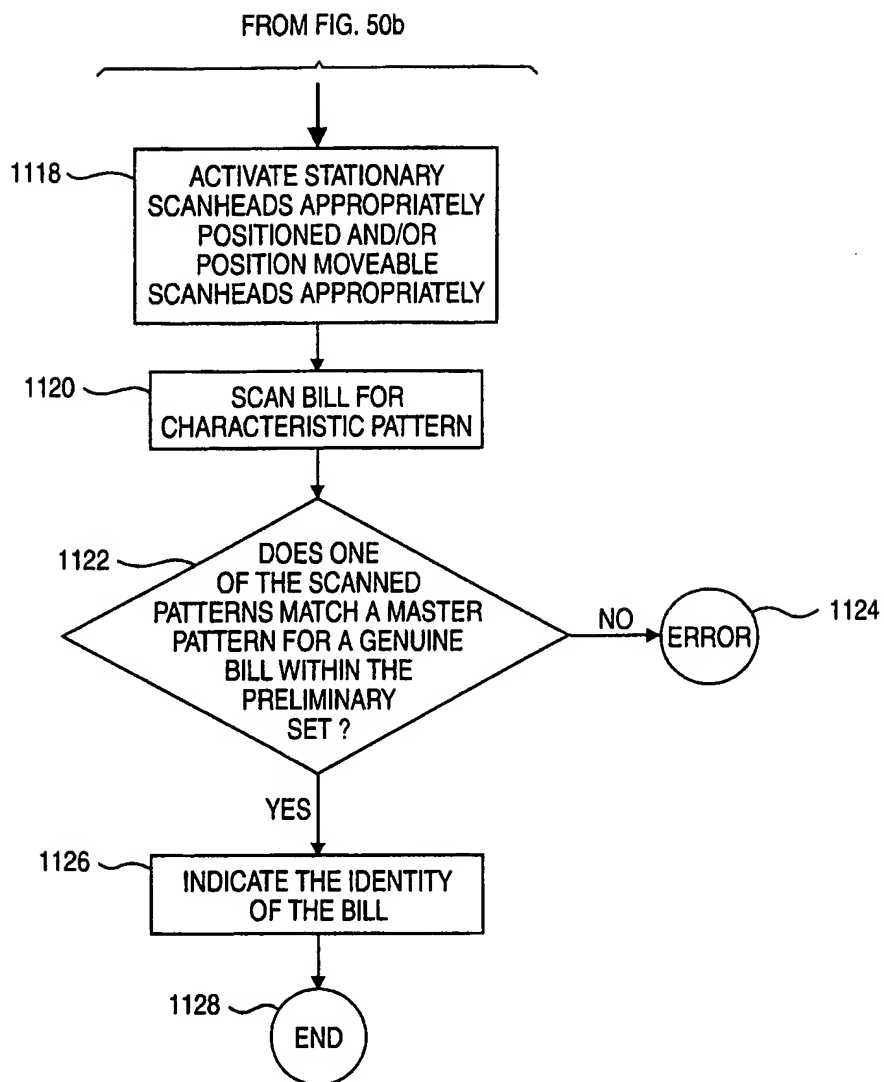 FROM FIG. 50b
1118
ACTIVATE STATIONARY
SCANHEADS APPROPRIATELY
POSITIONED AND/OR
POSITION MOVEABLE
SCANHEADS APPROPRIATELY
1120
SCAN BILL FOR
CHARACTERISTIC PATTERN
1122
DOES ONE
OF THE SCANNED
PATTERNS MATCH A MASTER
PATTERN FOR A GENUINE
BILL WITHIN THE
PRELIMINARY
SET ?
NO
ERROR
1124
YES
1126
INDICATE THE IDENTITY
OF THE BILL
1128
END